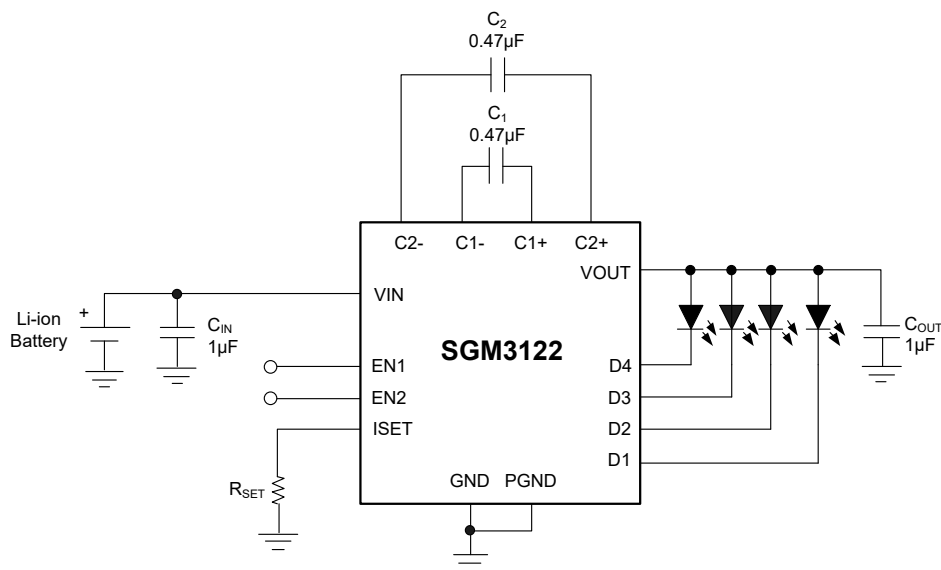 C2
0.47µF
C1
0.47µF
C2-
C1-
C1+
C2+
VOUT
VIN
Li-ion
Battery
+
CIN
1µF
SGM3122
COUT
1µF
EN1
EN2
ISET
D4
D3
D2
D1
RSET
GND
PGND